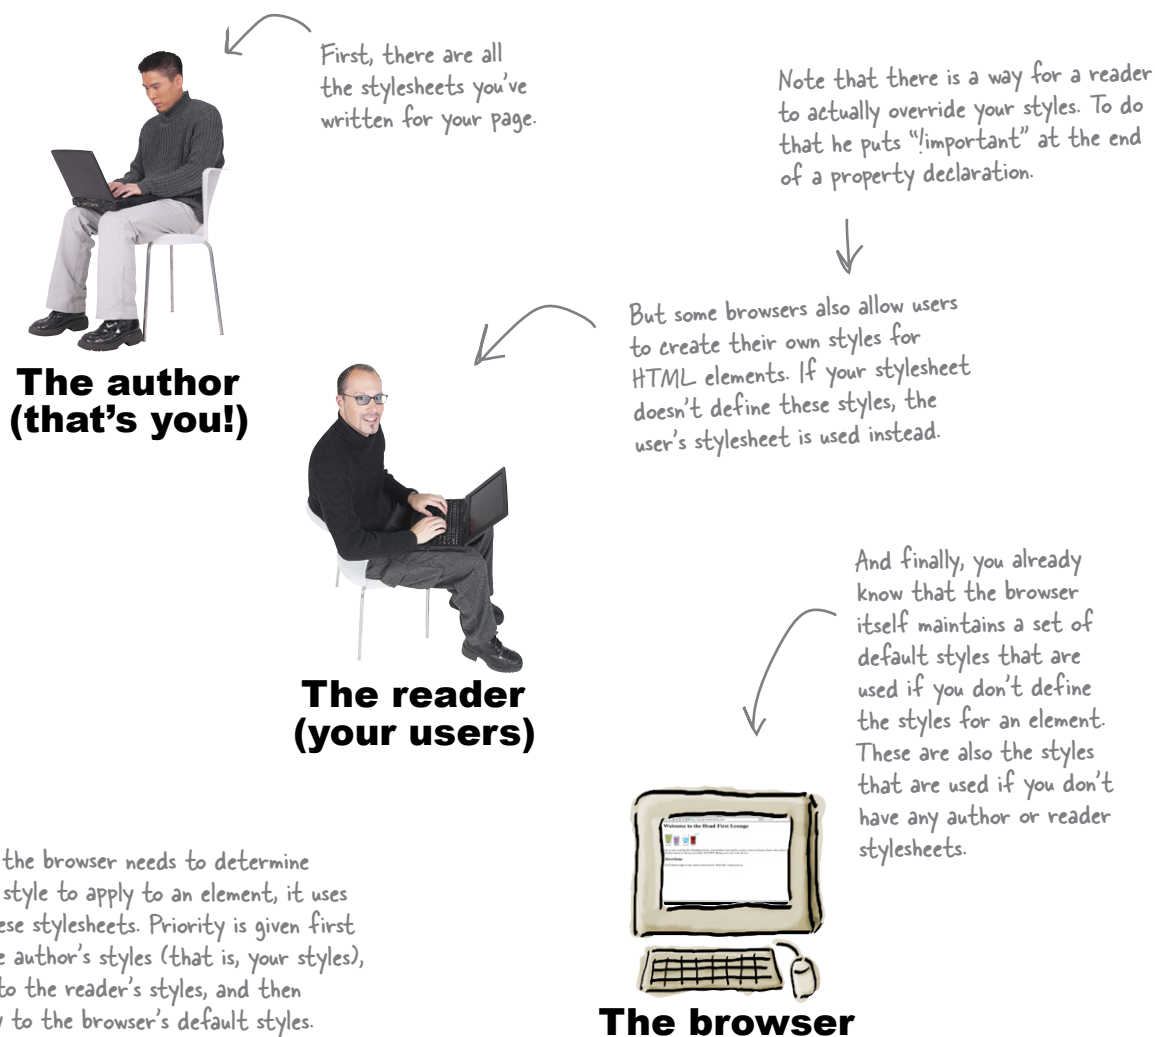 First, there are all
the stylesheets you've
written for your page.
Note that there is a way for a reader
to actually override your styles. To do
that he puts "!important" at the end
of a property declaration.
The author
(that's you!)
But some browsers also allow users
to create their own styles for
HTML elements. If your stylesheet
doesn't define these styles, the
user's stylesheet is used instead.
The reader
(your users)
And finally, you already
know that the browser
itself maintains a set of
default styles that are
used if you don't define
the styles for an element.
These are also the styles
that are used if you don't
have any author or reader
stylesheets.
Welcome to the Head First Lounge
Directions
the browser needs to determine
style to apply to an element, it uses
ese stylesheets. Priority is given first
e author's styles (that is, your styles),
to the reader's styles, and then
y to the browser's default styles.
The browser